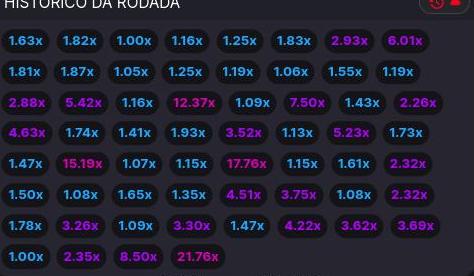 HISTÓRICO DA RODADA
1.63x 1.82x 1.00x 1.16x 1.25x 1.83x 2.93x 6.01x
1.81x 1.87x 1.05x 1.25x 1.19x 1.06x 1.55x 1.19x
2.88x 5.42x 1.16x 12.37x 1.09x 7.50x 1.43x 2.26x
4.63x 1.74x 1.41x 1.93x 3.52x 1.13x 5.23x 1.73x
1.47x 15.19x 1.07x 1.15x 17.76x 1.15x 1.61x 2.32x
1.50x 1.08x 1.65x 1.35x 4.51x 3.75x 1.08x 2.32x
1.78x 3.26x 1.09x 3.30x 1.47x 4.22x 3.62x 3.69x
1.00x 2.35x 8.50x 21.76x